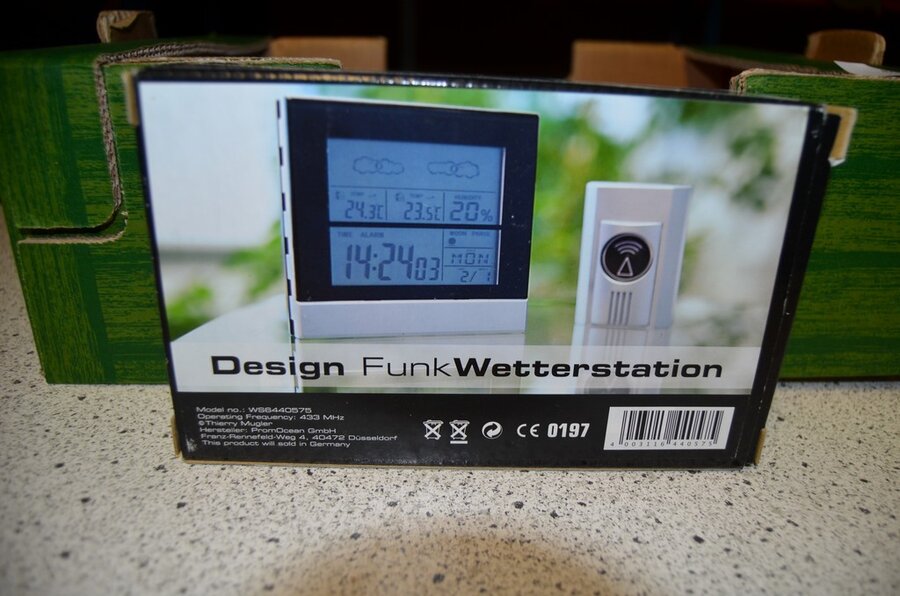 TEMP TEMP HUMIDITY
24.3C 23.5C 20%
TIME ALARM MOON PHASE
14:24 03 MON
2/ 1
Design FunkWetterstation
Model no.: WS6440575
Operating Frequency: 433 MHz
©Thierry Mugler
Hersteller: PromOcean GmbH
Franz-Rennefeld-Weg 4, 40472 Düsseldorf
This product will sold in Germany
CE 0197
4 003116 440575